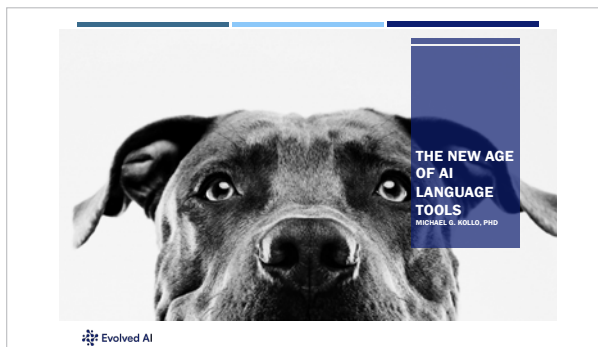 THE NEW AGE
OF AI
LANGUAGE
TOOLS
MICHAEL G. KOLLO, PHD
Evolved AI